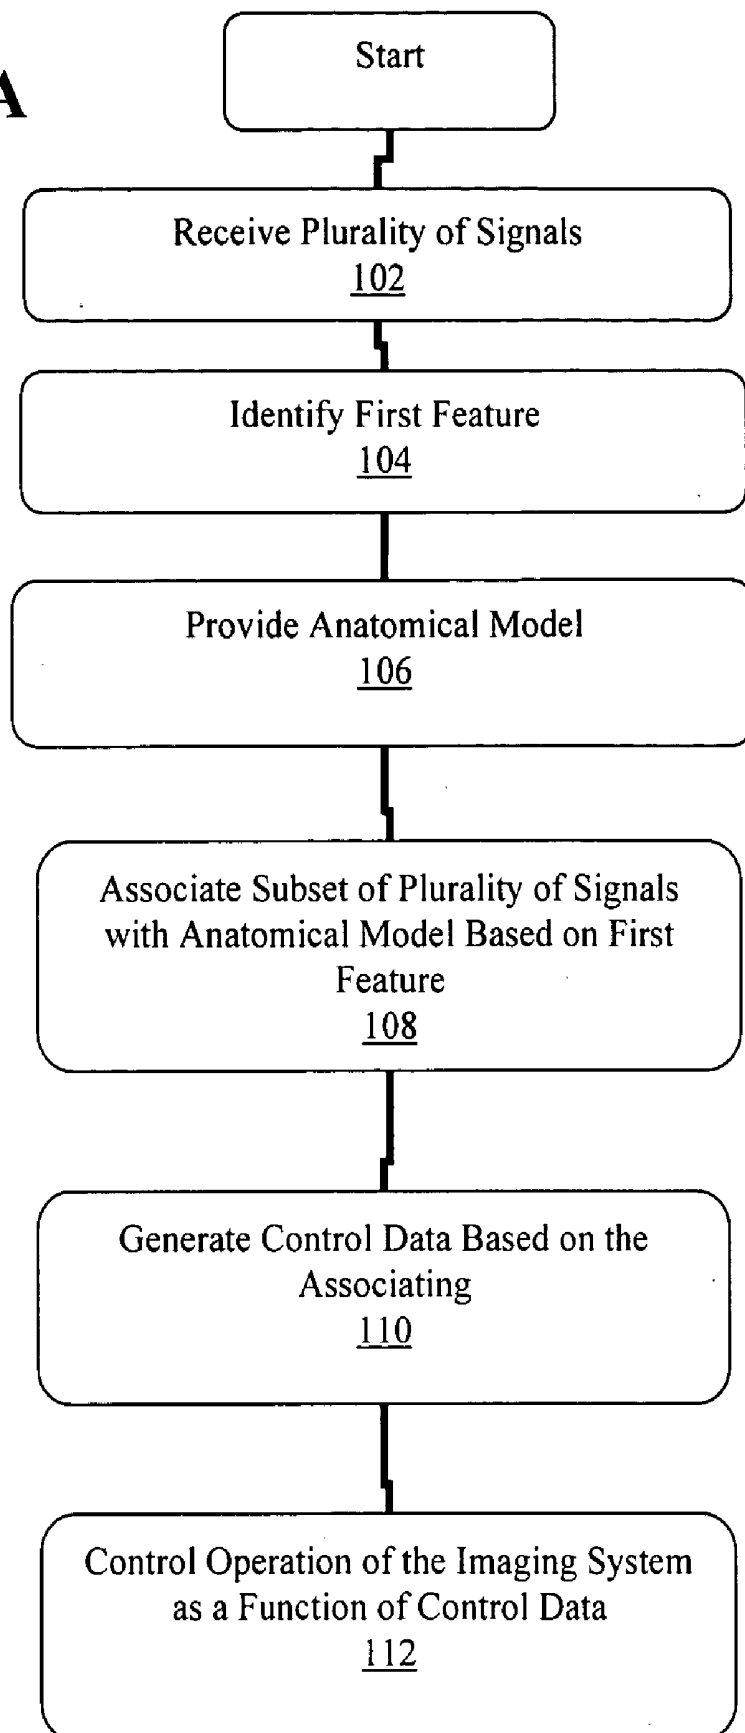 A
Start
Receive Plurality of Signals
102
Identify First Feature
104
Provide Anatomical Model
106
Associate Subset of Plurality of Signals
with Anatomical Model Based on First
Feature
108
Generate Control Data Based on the
Associating
110
Control Operation of the Imaging System
as a Function of Control Data
112